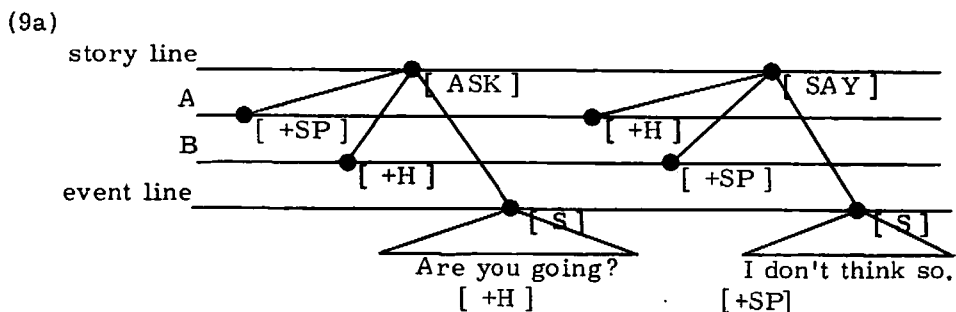 (9a)
story line
[ ASK ] [ SAY ]
A
[ +SP ] [ +H ]
B
[ +H ] [ +SP ]
event line
[ S ] [ S ]
Are you going? I don't think so.
[ +H ] [+SP]